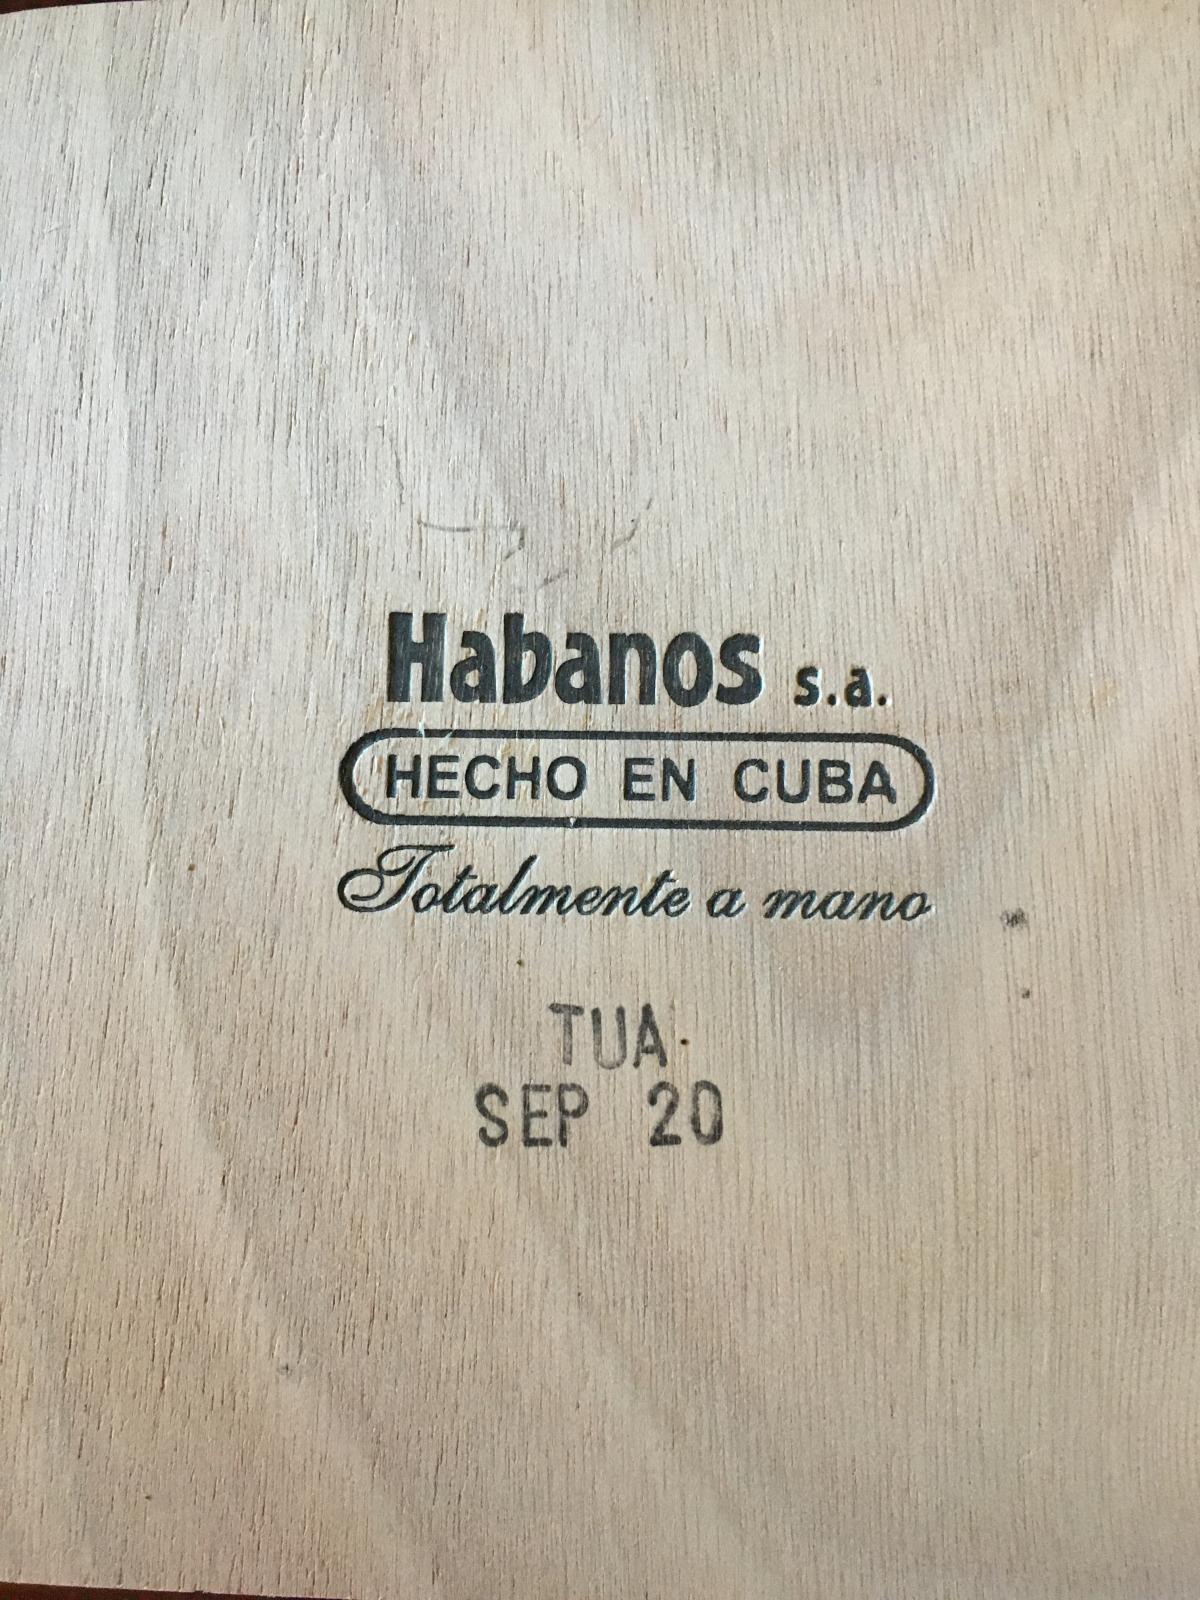 Habanos s.a.
HECHO EN CUBA
Totalmente a mano
TUA
SEP 20